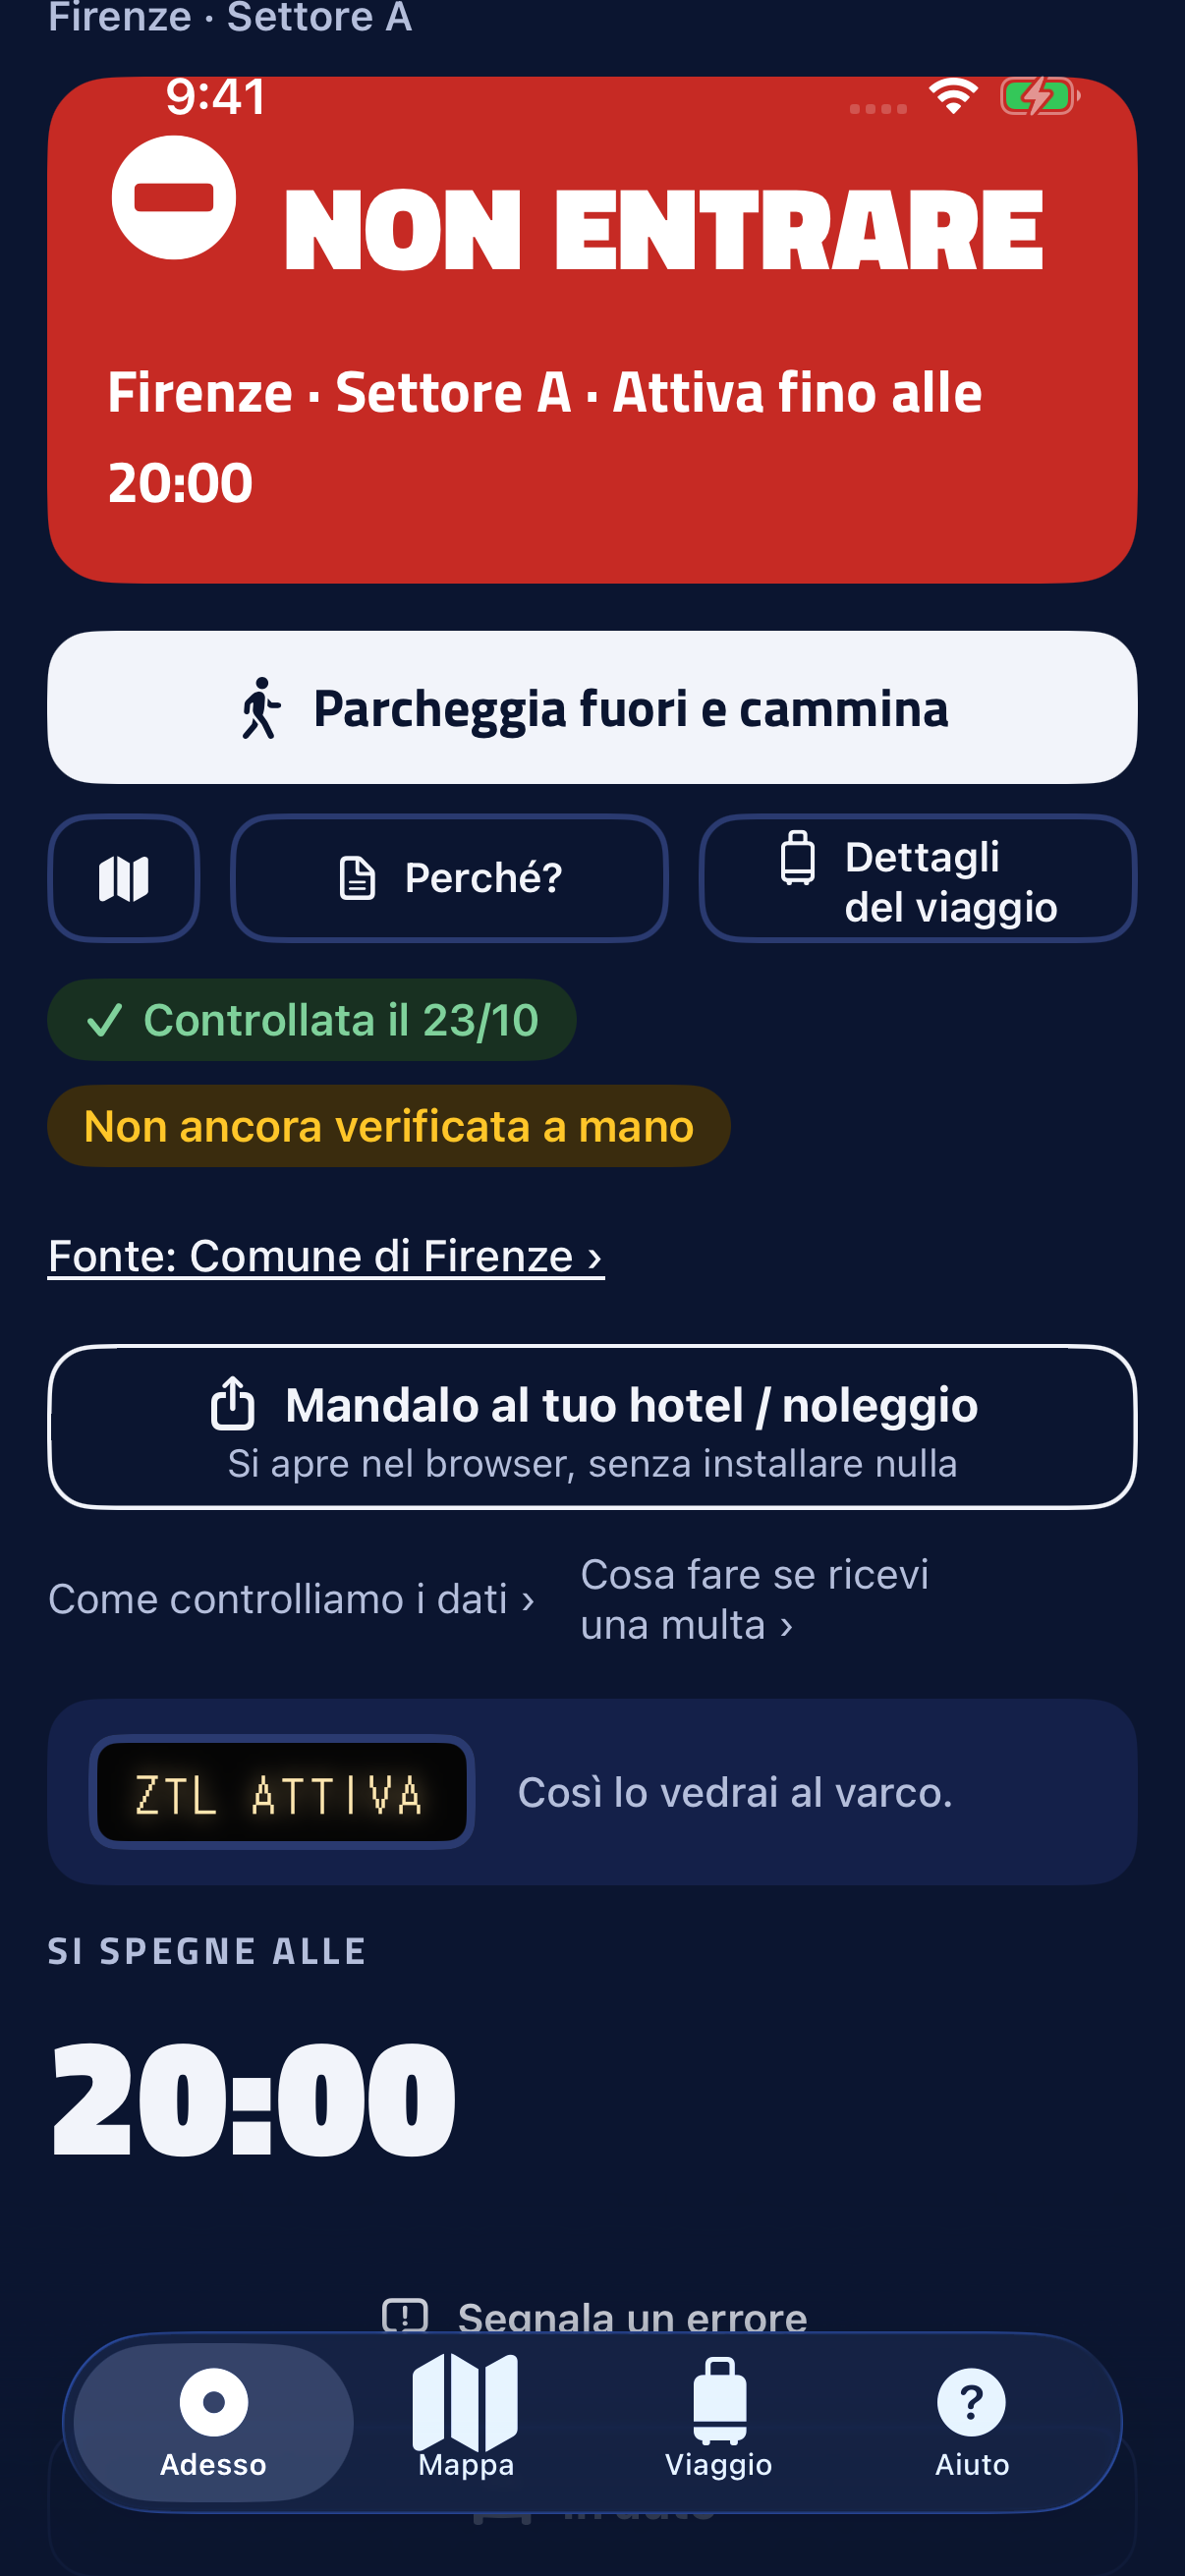 Firenze · Settore A
9:41
NON ENTRARE
Firenze · Settore A · Attiva fino alle
20:00
Parcheggia fuori e cammina
Perché?
Dettagli
del viaggio
Controllata il 23/10
Non ancora verificata a mano
Fonte: Comune di Firenze ›
Mandalo al tuo hotel / noleggio
Si apre nel browser, senza installare nulla
Come controlliamo i dati ›
Cosa fare se ricevi
una multa ›
ZTL ATTIVA
Così lo vedrai al varco.
SI SPEGNE ALLE
20:00
Segnala un errore
Adesso
Mappa
Viaggio
Aiuto